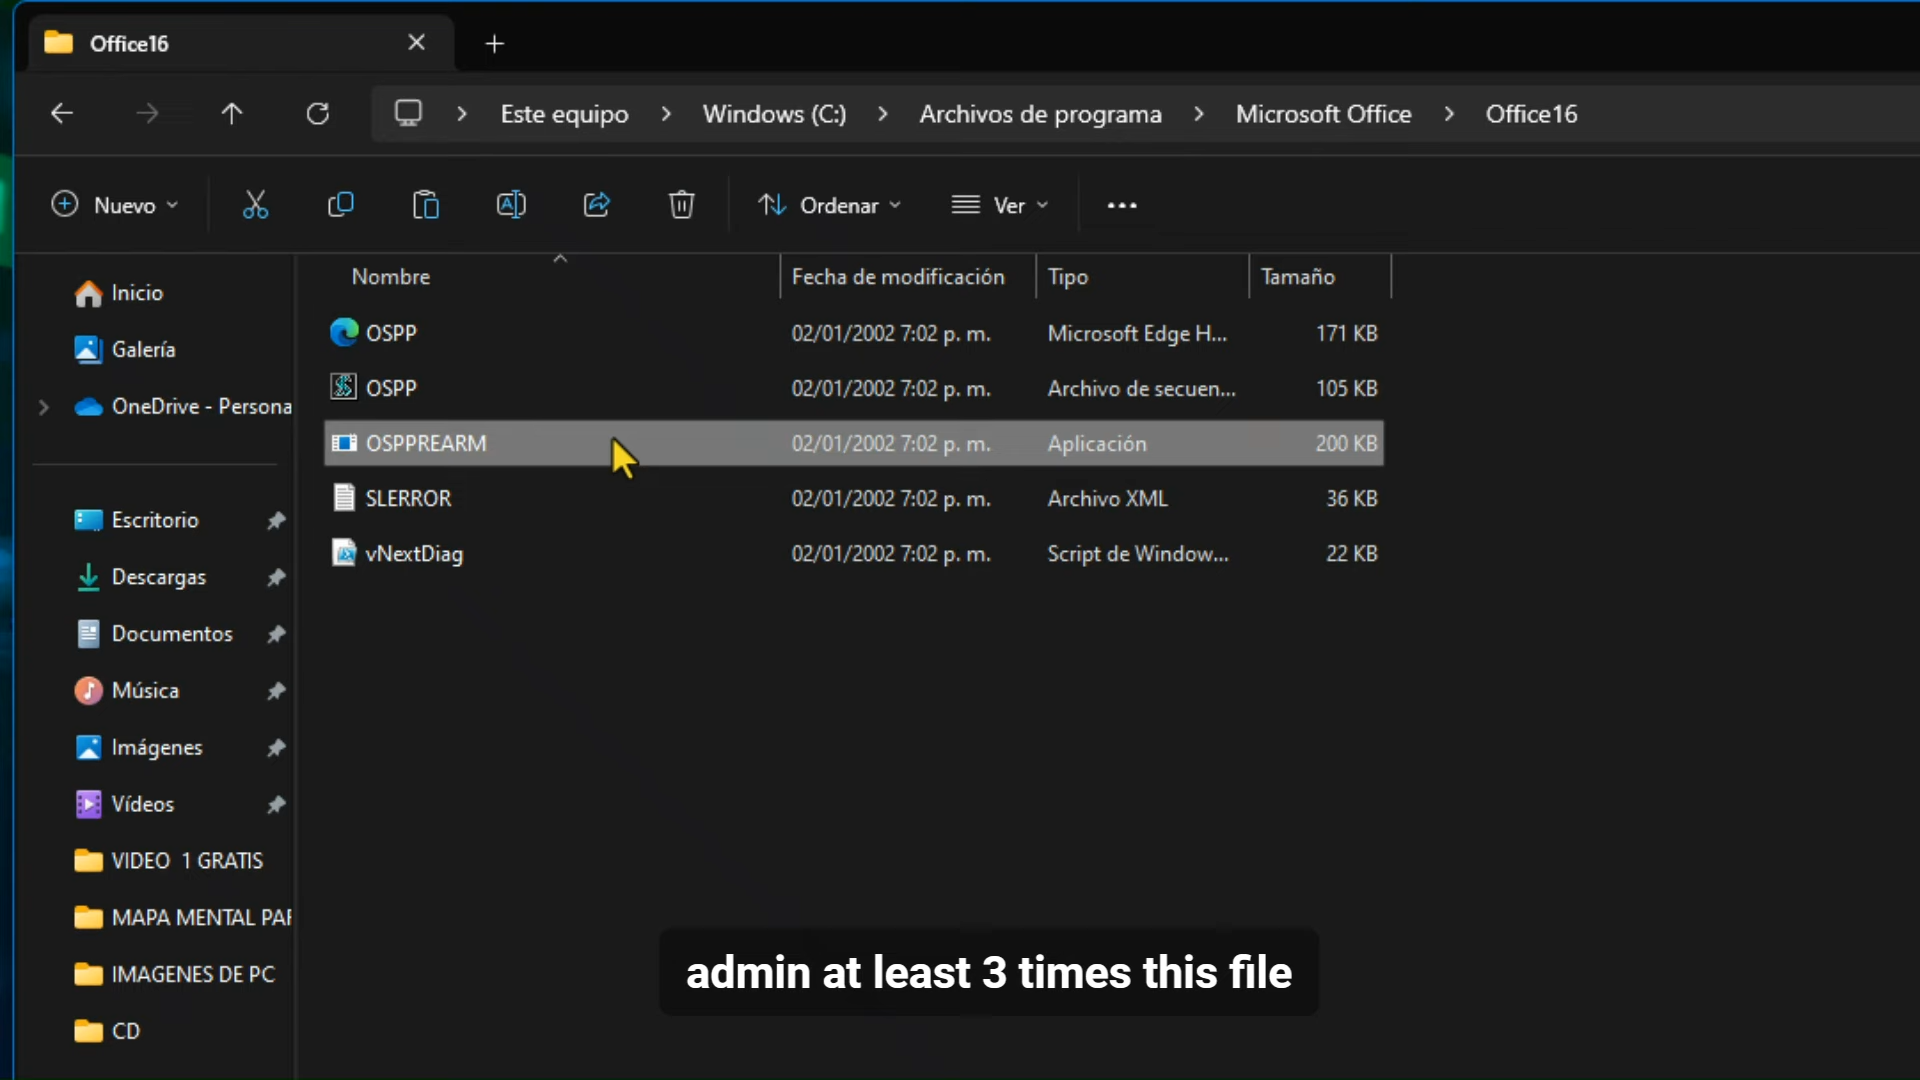 Office16
Este equipo > Windows (C:) > Archivos de programa > Microsoft Office > Office16
Nuevo Ordenar Ver
Nombre Fecha de modificación Tipo Tamaño
OSPP 02/01/2002 7:02 p. m. Microsoft Edge H... 171 KB
OSPP 02/01/2002 7:02 p. m. Archivo de secuen... 105 KB
OSPPREARM 02/01/2002 7:02 p. m. Aplicación 200 KB
SLERROR 02/01/2002 7:02 p. m. Archivo XML 36 KB
vNextDiag 02/01/2002 7:02 p. m. Script de Window... 22 KB
Inicio
Galería
OneDrive - Persona
Escritorio
Descargas
Documentos
Música
Imágenes
Vídeos
VIDEO 1 GRATIS
MAPA MENTAL PAR
IMAGENES DE PC
CD
admin at least 3 times this file